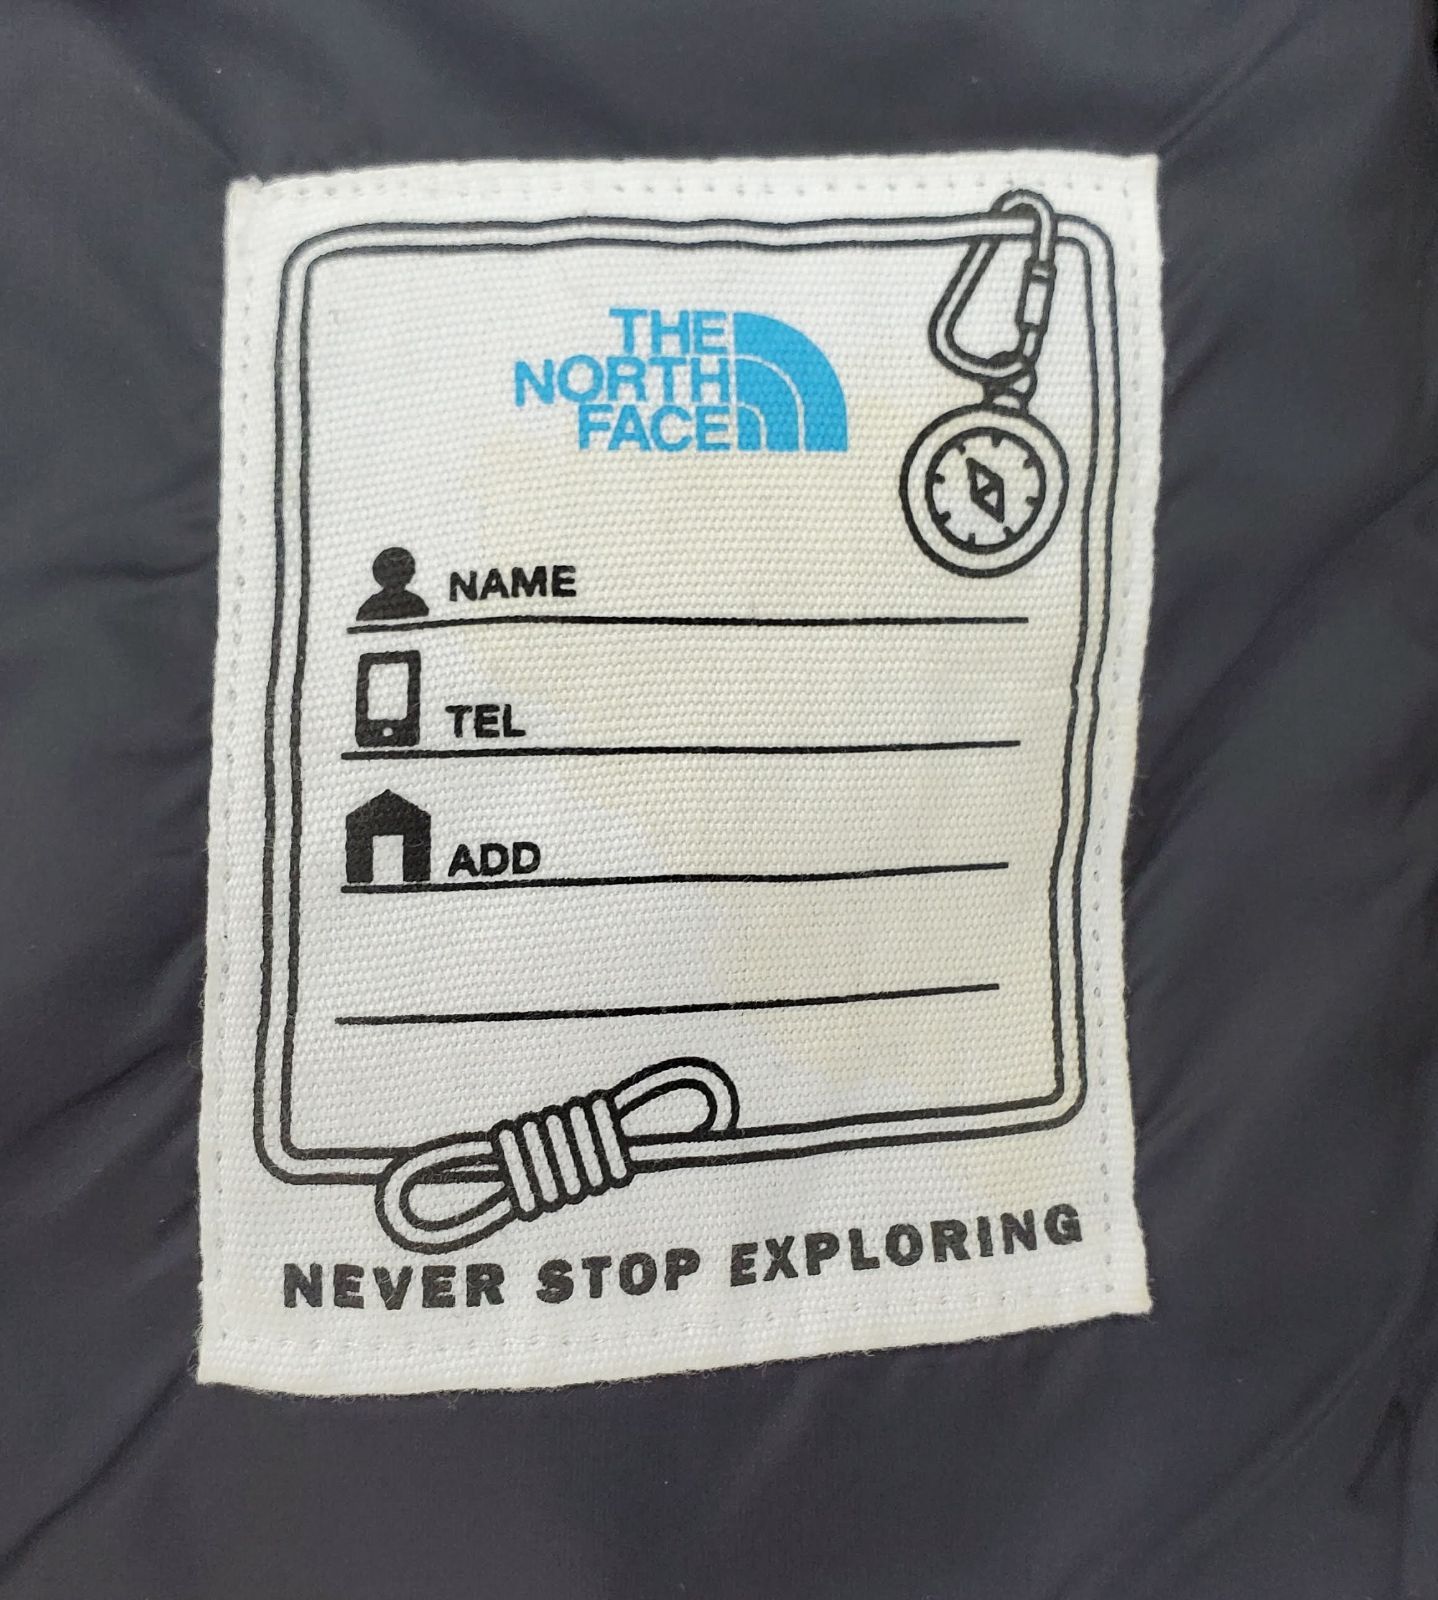 THE
NORTH
FACE
NAME
TEL
ADD
NEVER STOP EXPLORING